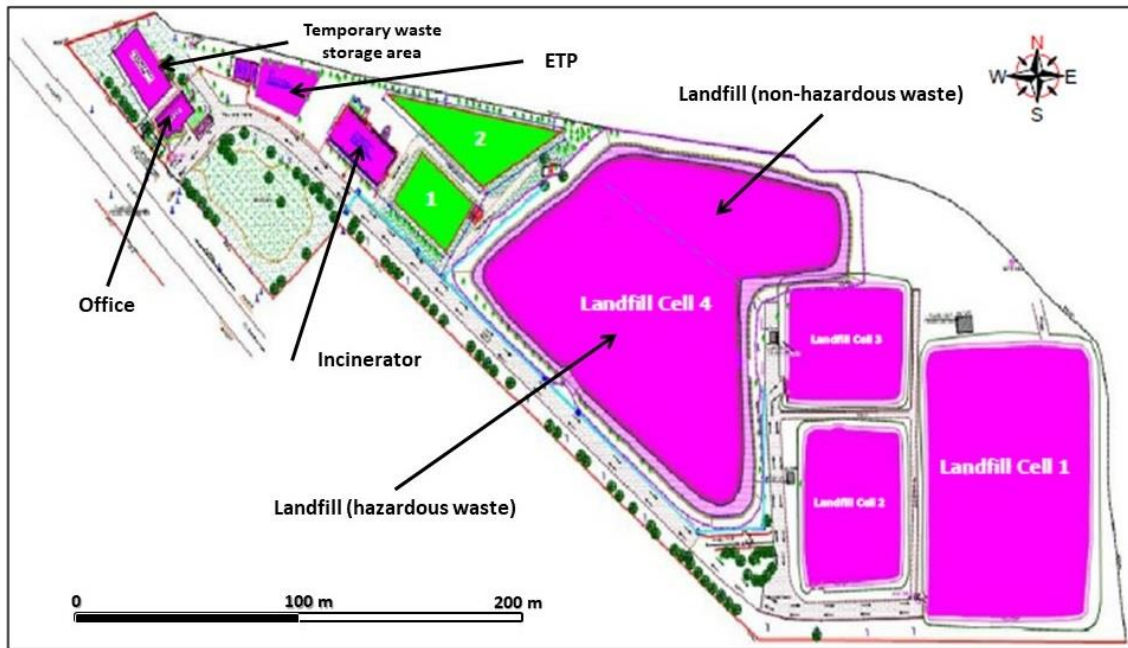 Temporary waste
storage area
ETP
Landfill (non-hazardous waste)
N
W
E
S
2
1
Office
Landfill Cell 4
Incinerator
Landfill Cell 3
Landfill Cell 1
Landfill Cell 2
Landfill (hazardous waste)
0
100 m
200 m